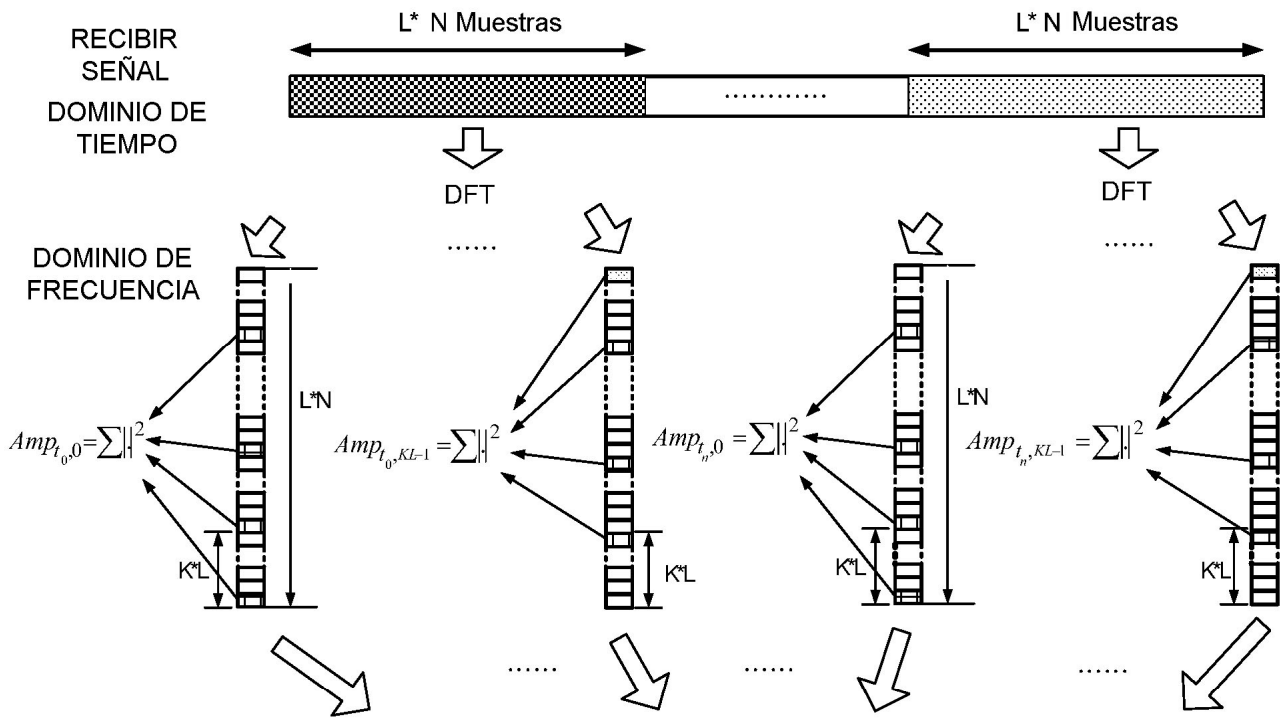 RECIBIR
SEÑAL
DOMINIO DE
TIEMPO
L* N Muestras
L* N Muestras
............
DFT
DFT
......
......
DOMINIO DE
FRECUENCIA
L*N
L*N
Amp_{t_0,0}=∑|.|^2
Amp_{t_0,KL-1}=∑|.|^2
Amp_{t_n,0}=∑|.|^2
Amp_{t_n,KL-1}=∑|.|^2
K*L
K*L
K*L
K*L
......
......
......